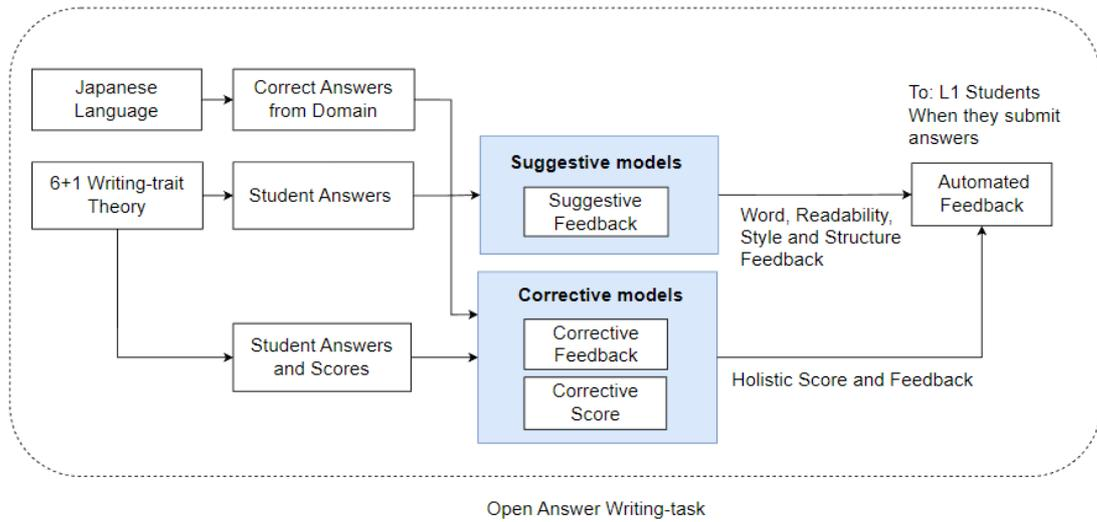 Japanese
Language
Correct Answers
from Domain
To: L1 Students
When they submit
answers
6+1 Writing-trait
Theory
Student Answers
Suggestive models
Suggestive
Feedback
Word, Readability,
Style and Structure
Feedback
Automated
Feedback
Student Answers
and Scores
Corrective models
Corrective
Feedback
Corrective
Score
Holistic Score and Feedback
Open Answer Writing-task